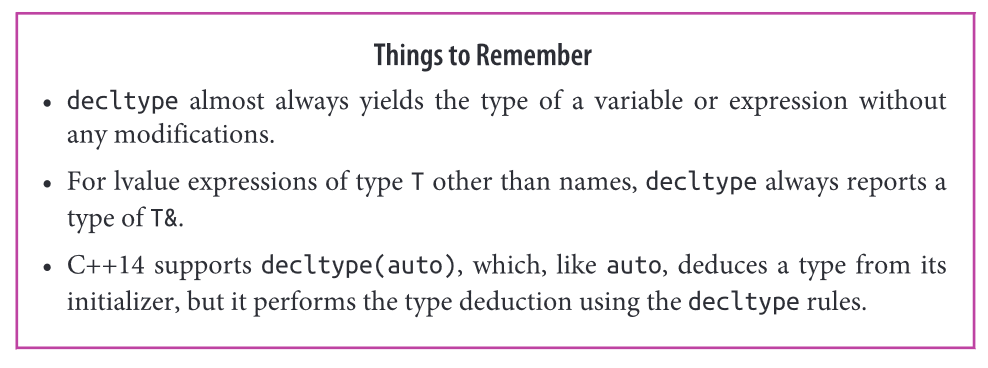 Things to Remember
• decltype almost always yields the type of a variable or expression without
any modifications.
• For lvalue expressions of type T other than names, decltype always reports a
type of T&.
• C++14 supports decltype(auto), which, like auto, deduces a type from its
initializer, but it performs the type deduction using the decltype rules.